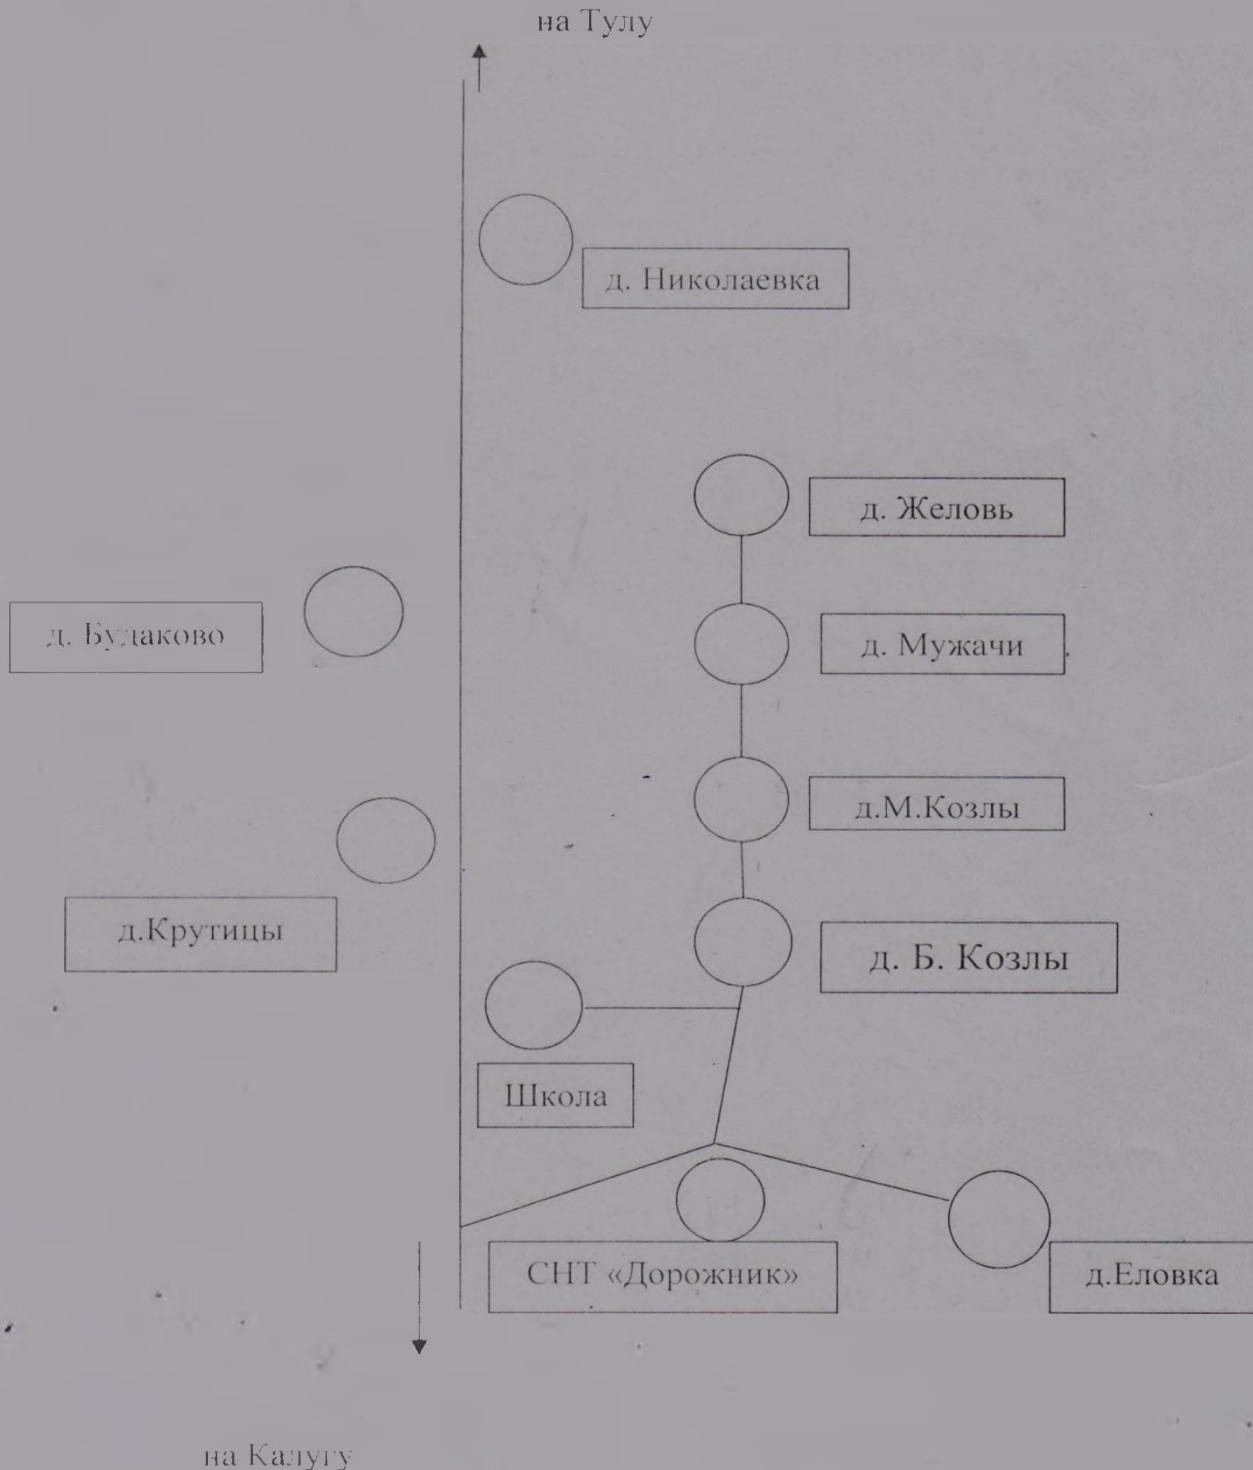 на Тулу
д. Николаевка
д. Желовь
д. Будаково
д. Мужачи
д.М.Козлы
д.Крутицы
д. Б. Козлы
Школа
СНТ «Дорожник»
д.Еловка
на Калугу